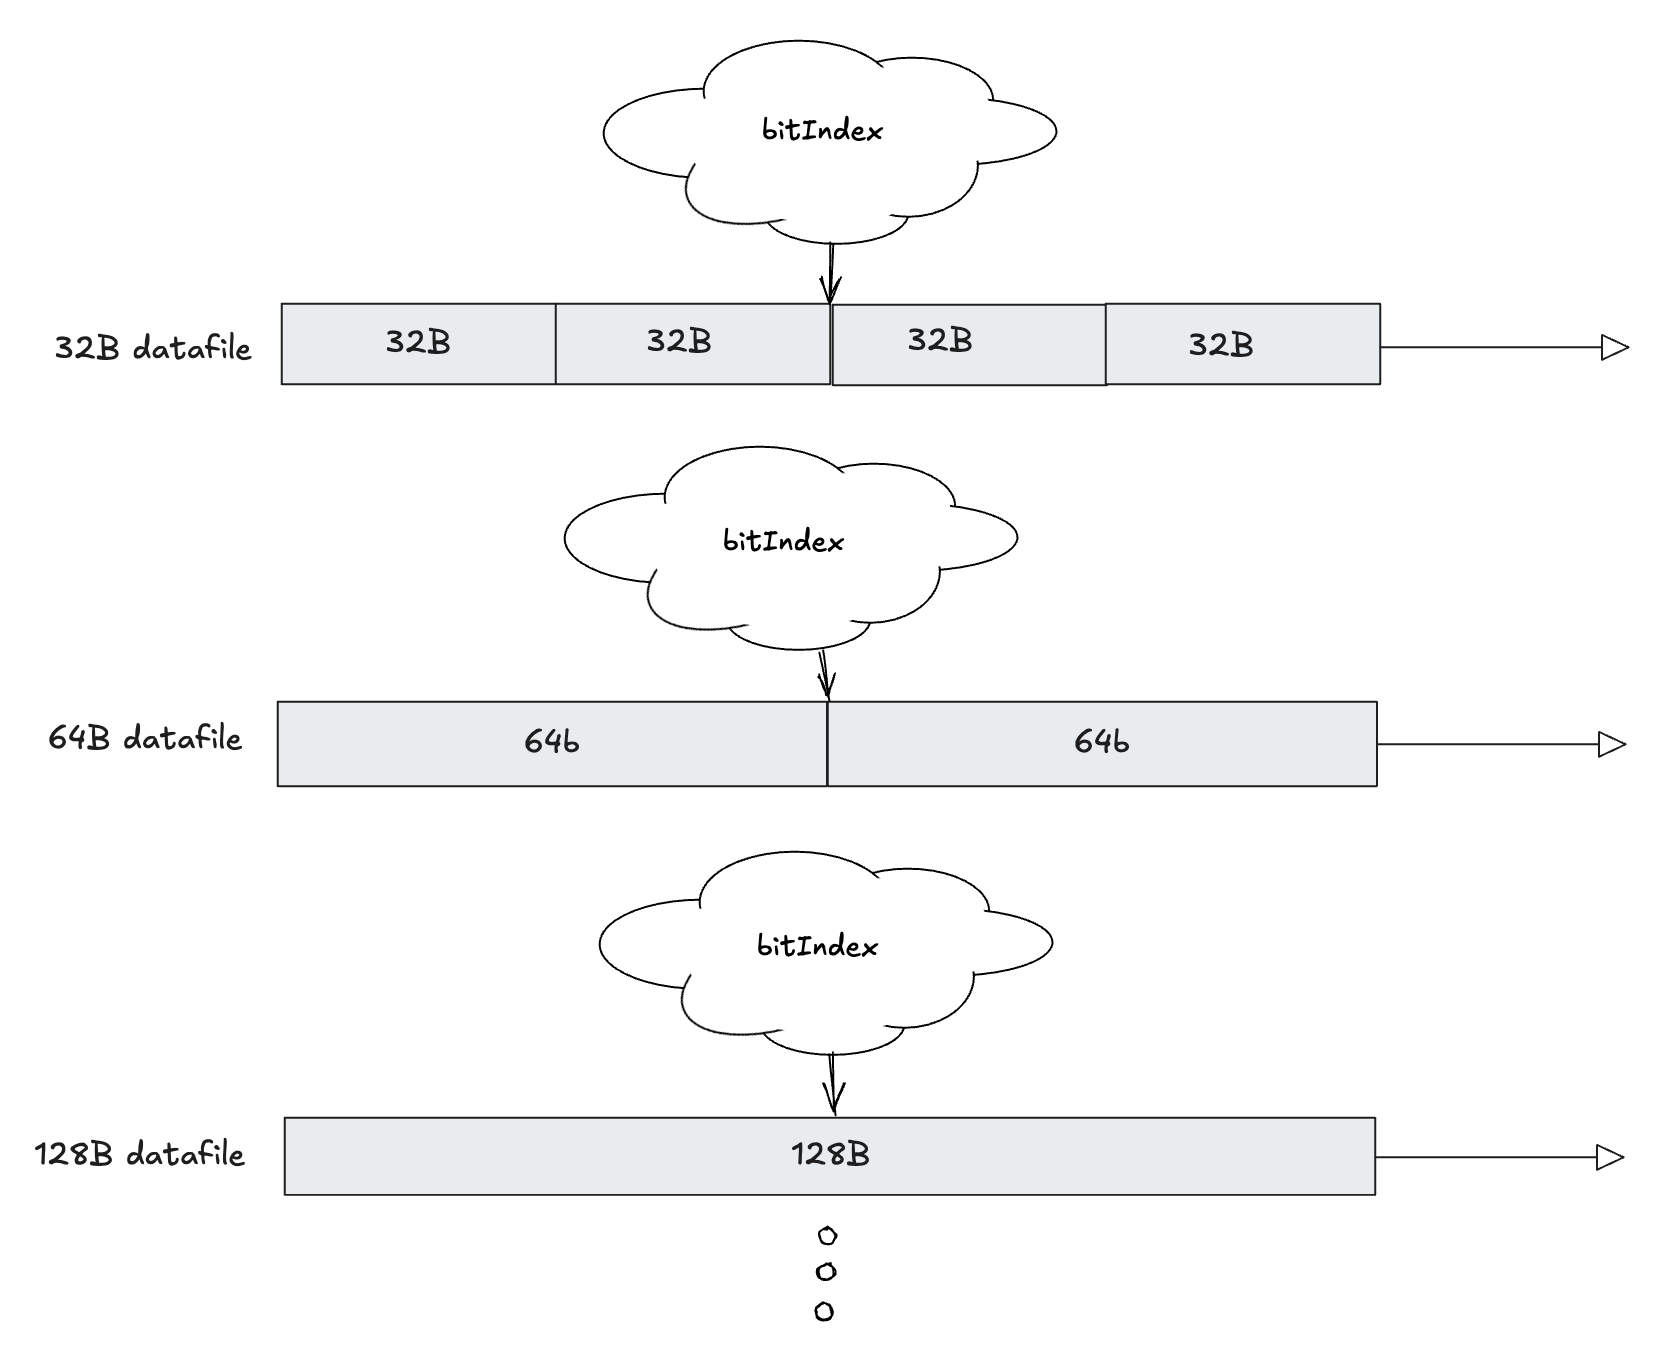 bitIndex
32B datafile
32B
32B
32B
32B
bitIndex
64B datafile
64b
64b
bitIndex
128B datafile
128B